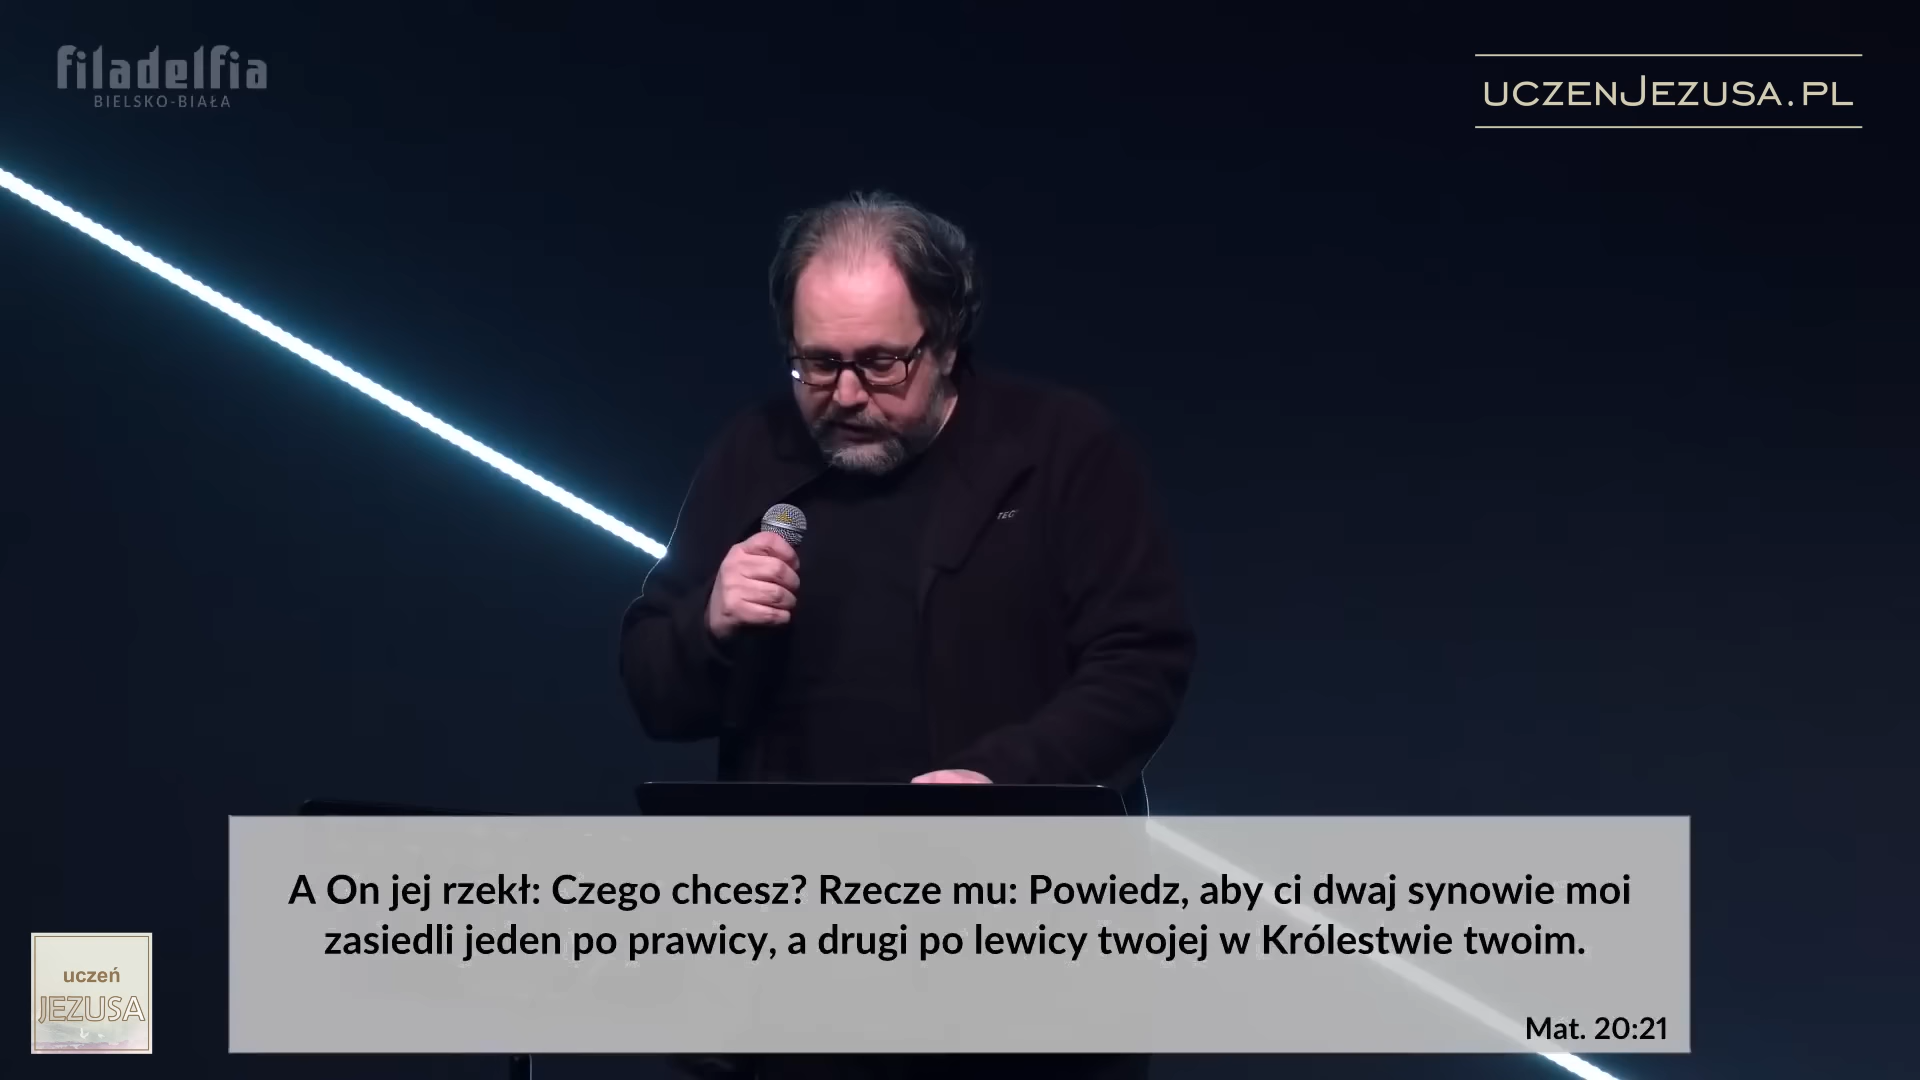 filadelfia
BIELSKO-BIAŁA
UCZENJEZUSA.PL
TEC
A On jej rzekł: Czego chcesz? Rzecze mu: Powiedz, aby ci dwaj synowie moi
zasiedli jeden po prawicy, a drugi po lewicy twojej w Królestwie twoim.
Mat. 20:21
uczeń
JEZUSA